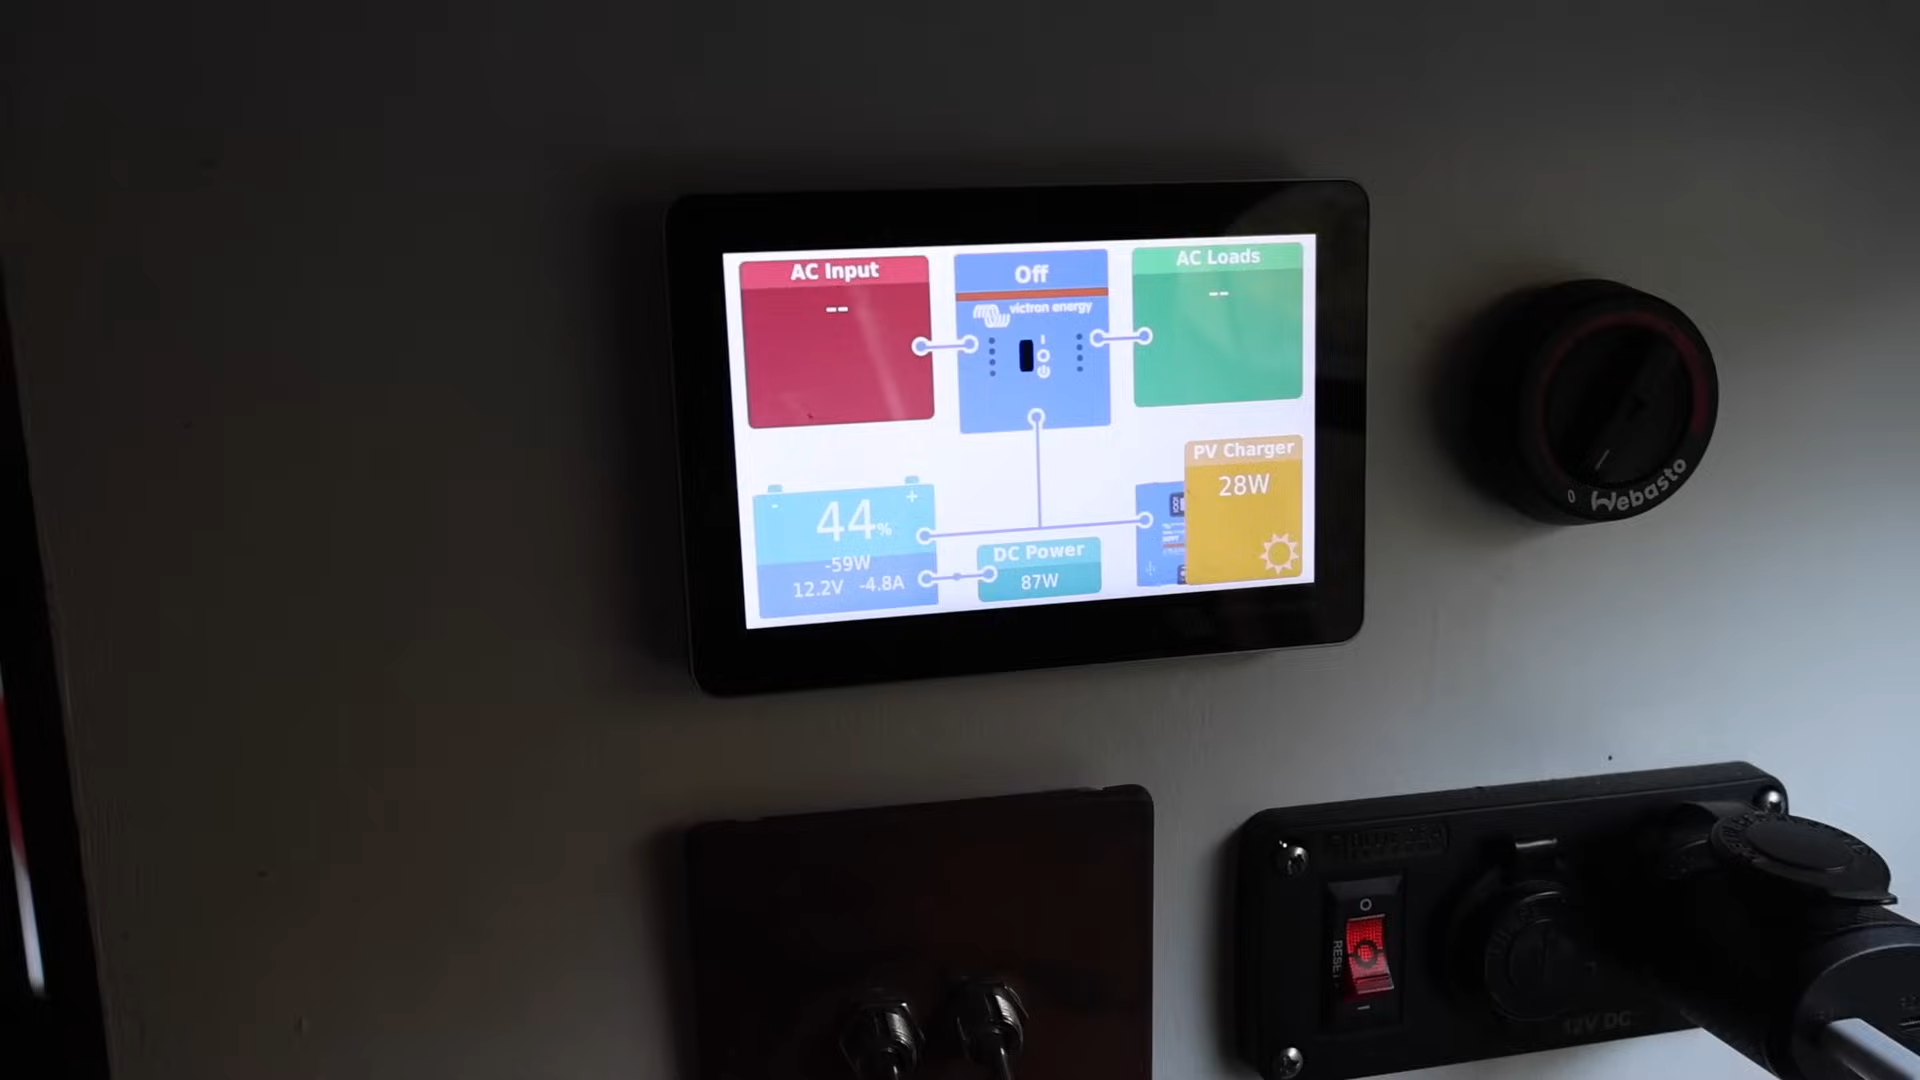 AC Input
--
Off
victron energy
AC Loads
--
PV Charger
28W
- +
44%
-59W
12.2V -4.8A
DC Power
87W
0 Webasto
RESET
12V DC